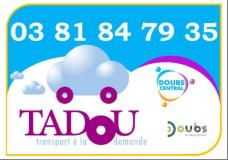 03 81 84 79 35
DOUBS
CENTRAL
TADOU
transport à la demande
Doubs